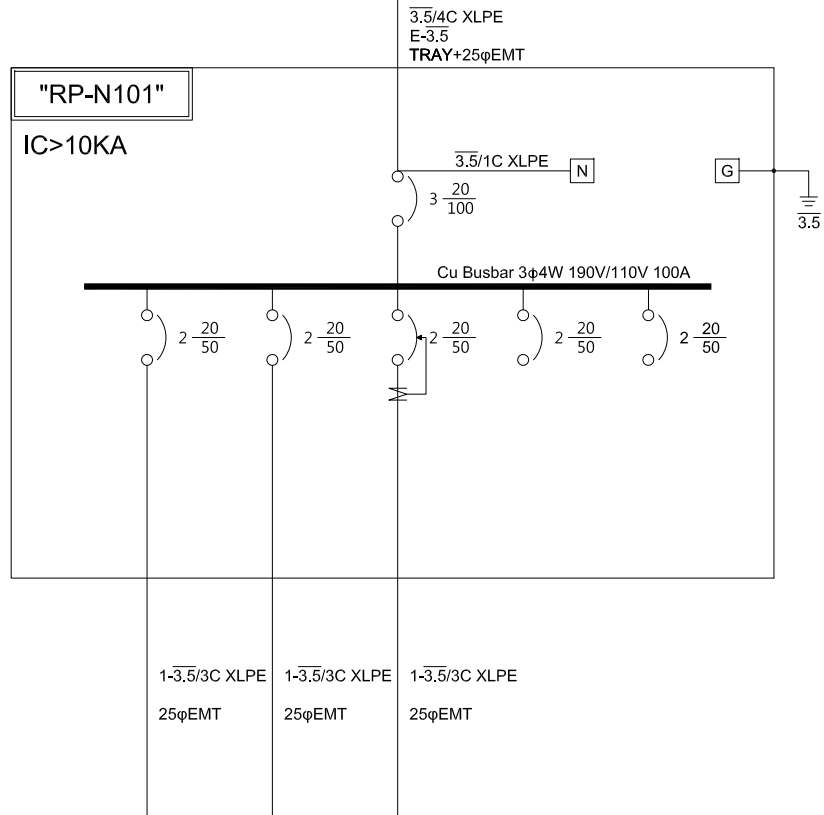 3.5/4C XLPE
E-3.5
TRAY+25φEMT
"RP-N101"
IC>10KA
3.5/1C XLPE
N
G
3 20/100
3.5
Cu Busbar 3ϕ4W 190V/110V 100A
2 20/50
2 20/50
2 20/50
2 20/50
2 20/50
1-3.5/3C XLPE
25φEMT
1-3.5/3C XLPE
25φEMT
1-3.5/3C XLPE
25φEMT